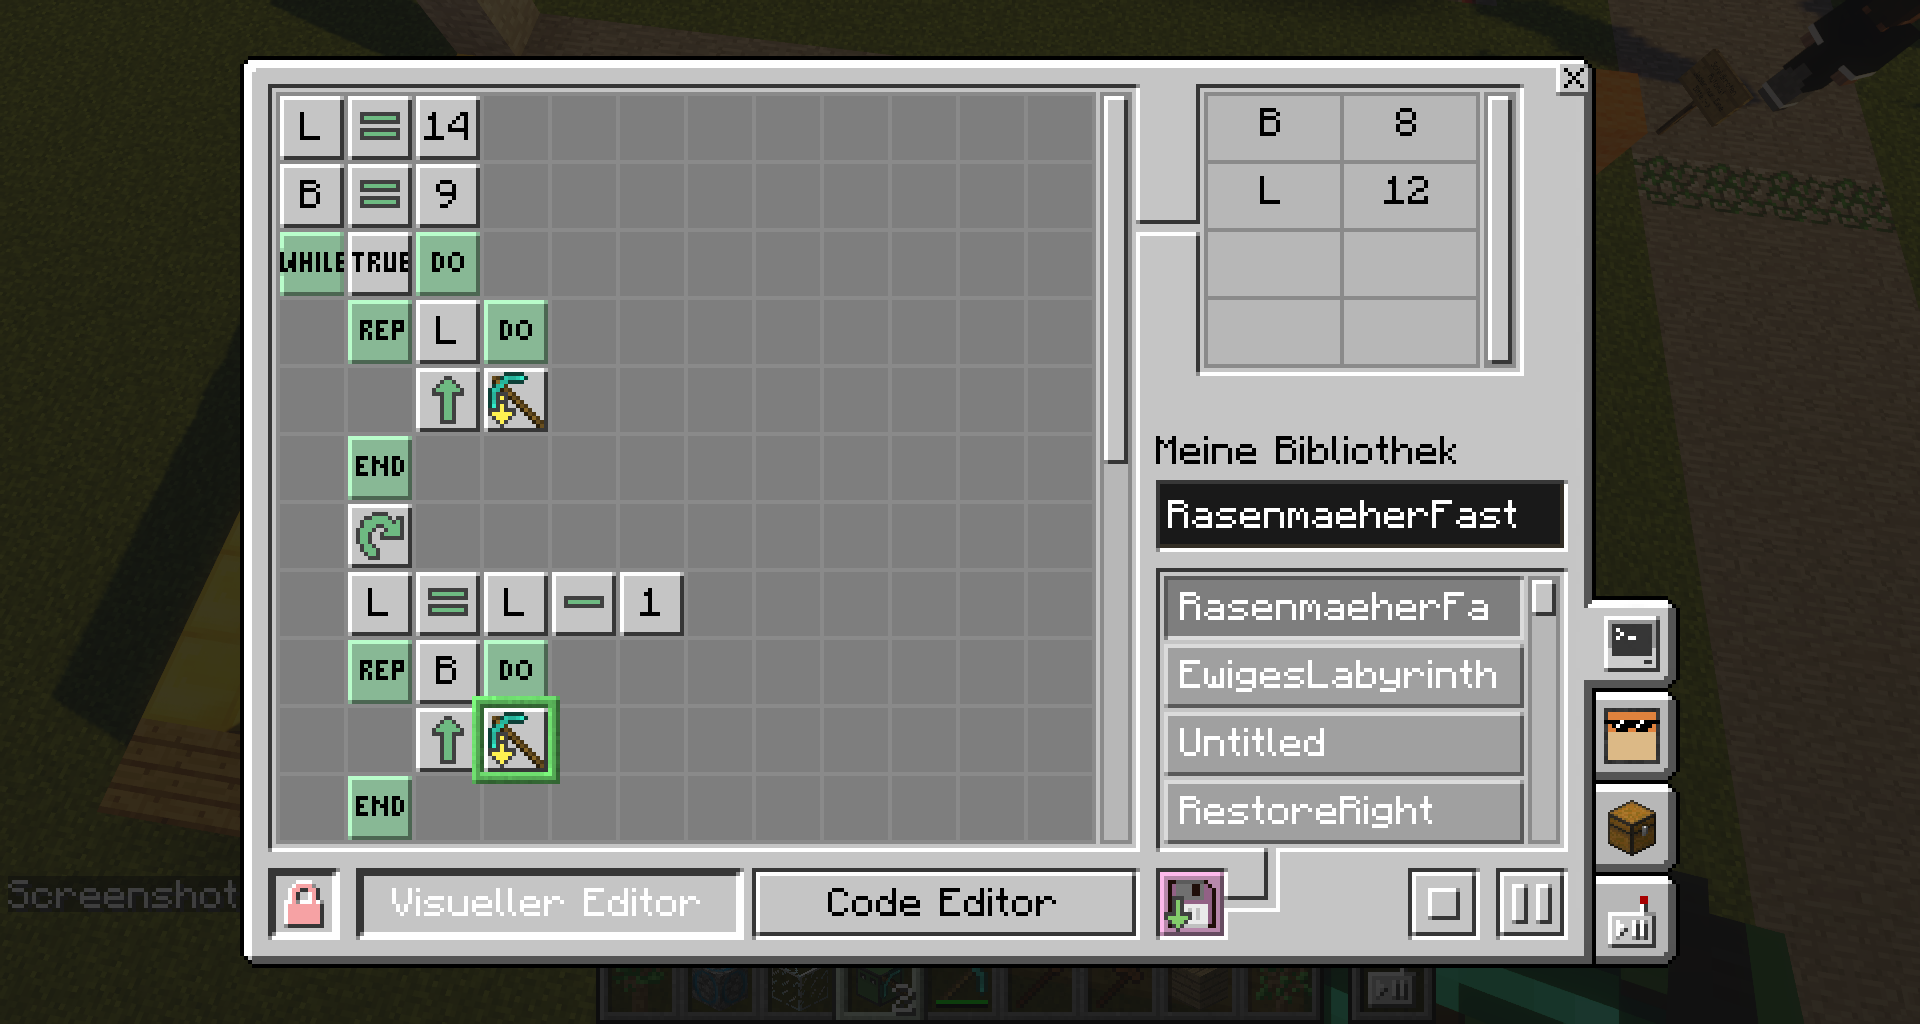 L = 14
B = 9
WHILE TRUE DO
REP L DO
END
L = L - 1
REP B DO
END
B 8
L 12
Meine Bibliothek
RasenmaeherFast
RasenmaeherFa
EwigesLabyrinth
Untitled
RestoreRight
Visueller Editor
Code Editor
Screenshot
2